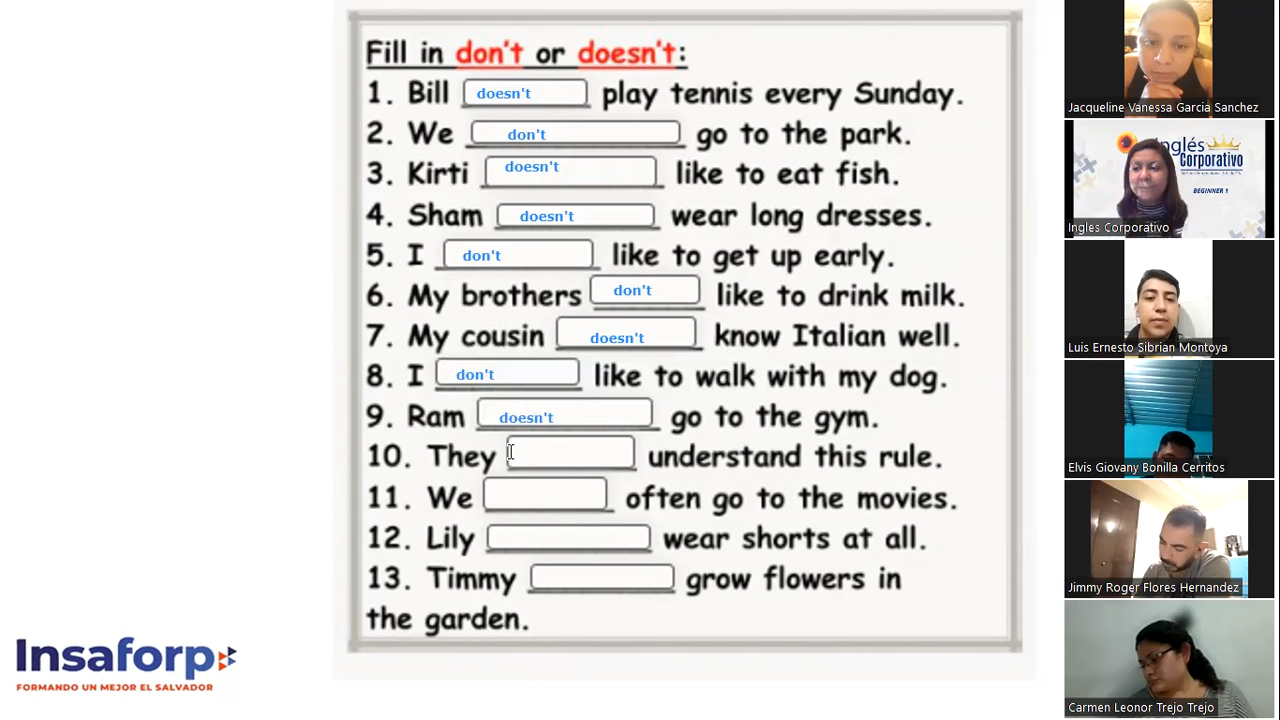 Fill in don't or doesn't:
1. Bill doesn't play tennis every Sunday.
2. We don't go to the park.
3. Kirti doesn't like to eat fish.
4. Sham doesn't wear long dresses.
5. I don't like to get up early.
6. My brothers don't like to drink milk.
7. My cousin doesn't know Italian well.
8. I don't like to walk with my dog.
9. Ram doesn't go to the gym.
10. They understand this rule.
11. We often go to the movies.
12. Lily wear shorts at all.
13. Timmy grow flowers in
the garden.
Insaforp
FORMANDO UN MEJOR EL SALVADOR
Jacqueline Vanessa Garcia Sanchez
Inglés
Corporativo
BEGINNER 1
Ingles Corporativo
Luis Ernesto Sibrian Montoya
Elvis Giovany Bonilla Cerritos
Jimmy Roger Flores Hernandez
Carmen Leonor Trejo Trejo